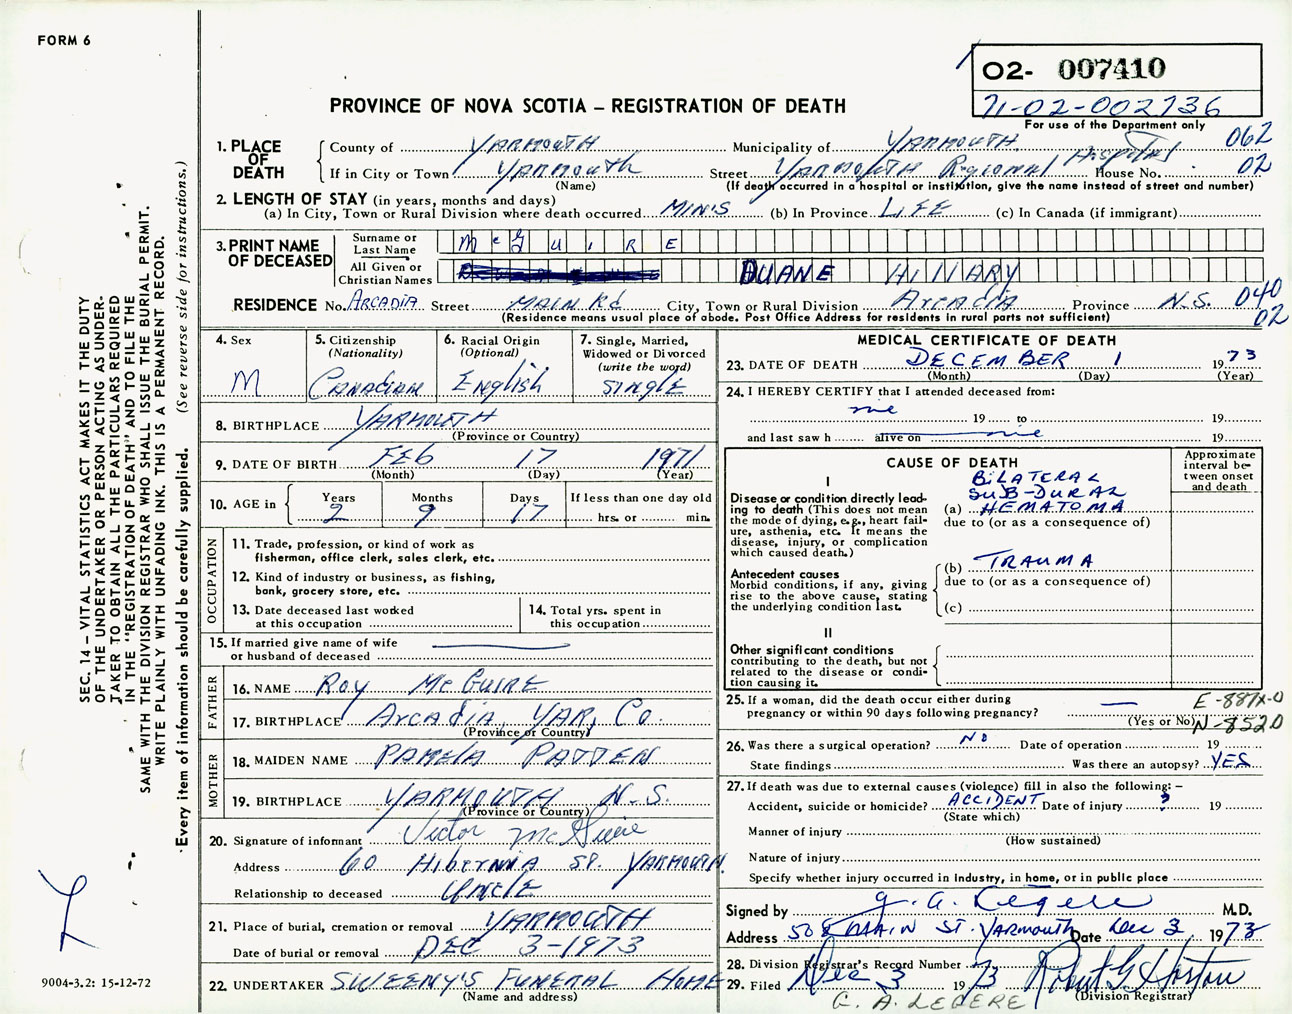 FORM 6
SEC. 14 – VITAL STATISTICS ACT MAKES IT THE DUTY
OF THE UNDERTAKER OR PERSON ACTING AS UNDER-
TAKER TO OBTAIN ALL THE PARTICULARS REQUIRED
IN THE "REGISTRATION OF DEATH" AND TO FILE THE
SAME WITH THE DIVISION REGISTRAR WHO SHALL ISSUE THE BURIAL PERMIT.
WRITE PLAINLY WITH UNFADING INK. THIS IS A PERMANENT RECORD.
Every item of information should be carefully supplied. (See reverse side for instructions.)
9004-3.2: 15-12-72
02- 007410
71-02-002736
For use of the Department only
PROVINCE OF NOVA SCOTIA – REGISTRATION OF DEATH
1. PLACE OF DEATH
County of YARMOUTH Municipality of YARMOUTH 062
If in City or Town YARMOUTH Street YARMOUTH Regional Hospital House No. 02
(Name) (If death occurred in a hospital or institution, give the name instead of street and number)
2. LENGTH OF STAY (in years, months and days)
(a) In City, Town or Rural Division where death occurred MINS (b) In Province LIFE (c) In Canada (if immigrant)
3. PRINT NAME OF DECEASED
Surname or Last Name McGUIRE
All Given or Christian Names DUANE HILLARY
RESIDENCE No. ARCADIA Street MAIN Rd City, Town or Rural Division Arcadia Province N.S. 040
02
(Residence means usual place of abode. Post Office Address for residents in rural parts not sufficient)
4. Sex
M
5. Citizenship
(Nationality)
CANADIAN
6. Racial Origin
(Optional)
English
7. Single, Married,
Widowed or Divorced
(write the word)
SINGLE
8. BIRTHPLACE YARMOUTH
(Province or Country)
9. DATE OF BIRTH FEB 17 1971
(Month) (Day) (Year)
10. AGE in Years Months Days If less than one day old
2 9 17 hrs. or min.
OCCUPATION
11. Trade, profession, or kind of work as
fisherman, office clerk, sales clerk, etc.
12. Kind of industry or business, as fishing,
bank, grocery store, etc.
13. Date deceased last worked
at this occupation
14. Total yrs. spent in
this occupation
15. If married give name of wife
or husband of deceased
FATHER
16. NAME Roy McGUIRE
17. BIRTHPLACE Arcadia, YAR, Co.
(Province or Country)
MOTHER
18. MAIDEN NAME PAMELA PATTEN
19. BIRTHPLACE YARMOUTH N.S.
(Province or Country)
20. Signature of informant Victor McGuire
Address 60 Hibernia ST. YARMOUTH.
Relationship to deceased UNCLE
21. Place of burial, cremation or removal YARMOUTH
Date of burial or removal DEC 3-1973
22. UNDERTAKER SWEENY'S FUNERAL HOME
(Name and address)
MEDICAL CERTIFICATE OF DEATH
23. DATE OF DEATH DECEMBER 1 1973
(Month) (Day) (Year)
24. I HEREBY CERTIFY that I attended deceased from:
19 to 19
and last saw h alive on 19
CAUSE OF DEATH
Approximate
interval be-
tween onset
and death
I
Disease or condition directly lead-
ing to death (This does not mean
the mode of dying, e.g., heart fail-
ure, asthenia, etc. It means the
disease, injury, or complication
which caused death.)
BILATERAL
SUB-DURAL
(a) HEMATOMA
due to (or as a consequence of)
Antecedent causes
Morbid conditions, if any, giving
rise to the above cause, stating
the underlying condition last.
(b) TRAUMA
due to (or as a consequence of)
(c)
II
Other significant conditions
contributing to the death, but not
related to the disease or condi-
tion causing it.
25. If a woman, did the death occur either during
pregnancy or within 90 days following pregnancy?
(Yes or No)
N-8520
26. Was there a surgical operation? NO Date of operation 19
State findings Was there an autopsy? YES
27. If death was due to external causes (violence) fill in also the following: –
Accident, suicide or homicide? ACCIDENT Date of injury ? 19
(State which)
Manner of injury
(How sustained)
Nature of injury
Specify whether injury occurred in industry, in home, or in public place
Signed by G. A. Legere M.D.
Address 508 MAIN ST. YARMOUTH Date Dec 3 1973
28. Division Registrar's Record Number
29. Filed Dec 3 1973
(Division Registrar)
G. A. LEGERE